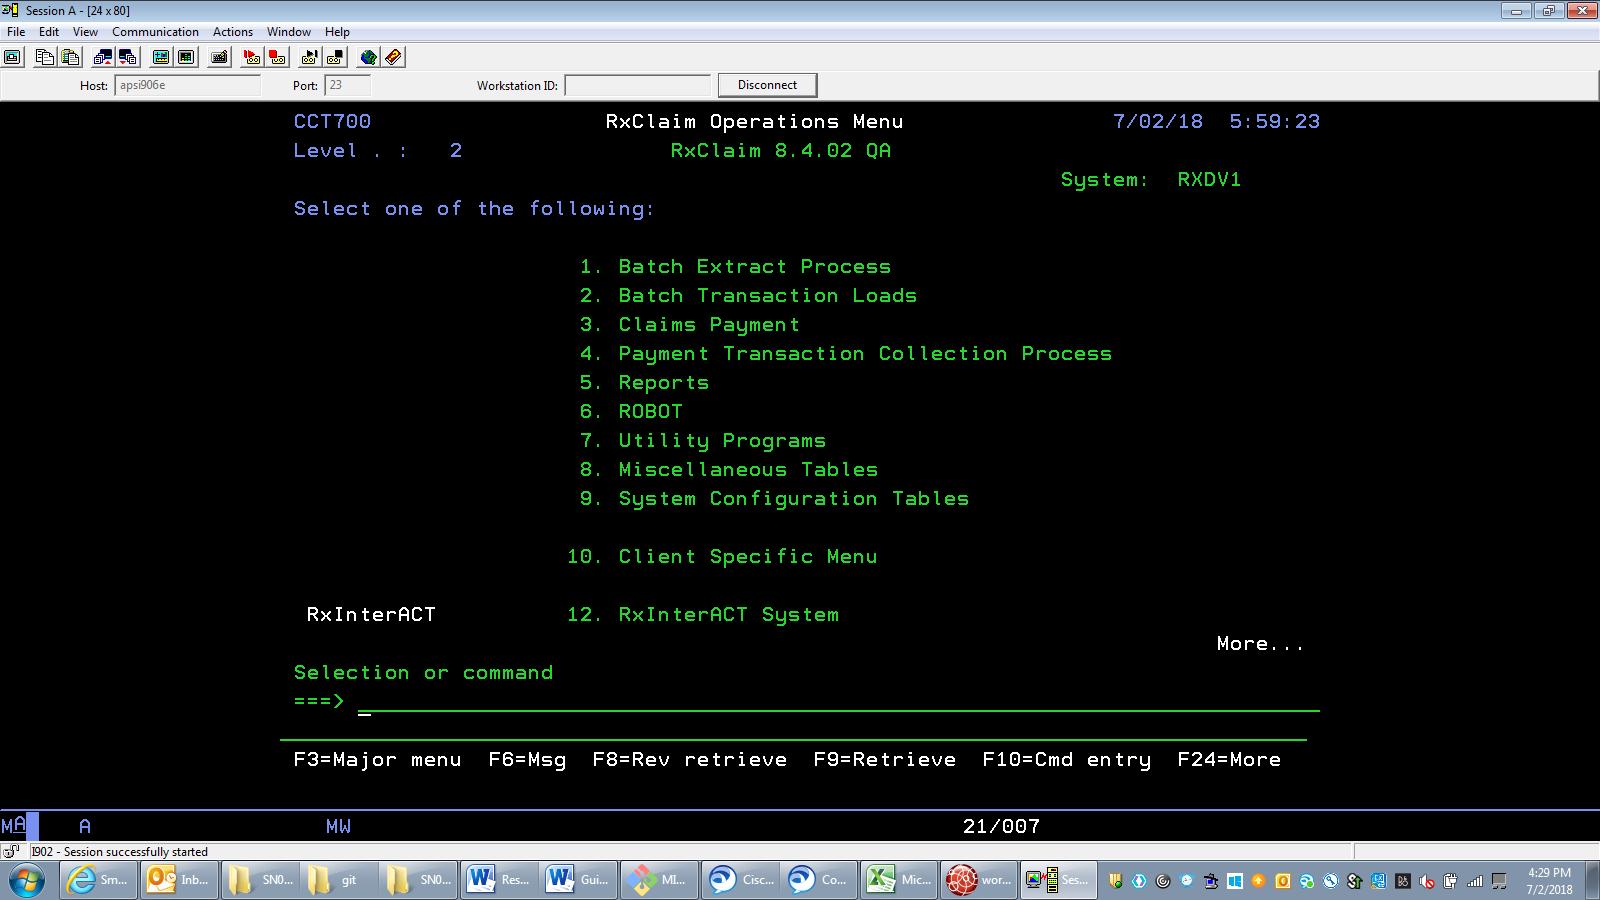 Session A - [24 x 80]
File Edit View Communication Actions Window Help
Host: apsi906e Port: 23 Workstation ID: Disconnect
CCT700 RxClaim Operations Menu 7/02/18 5:59:23
Level . : 2 RxClaim 8.4.02 QA
System: RXDV1
Select one of the following:
1. Batch Extract Process
2. Batch Transaction Loads
3. Claims Payment
4. Payment Transaction Collection Process
5. Reports
6. ROBOT
7. Utility Programs
8. Miscellaneous Tables
9. System Configuration Tables
10. Client Specific Menu
RxInterACT 12. RxInterACT System
More...
Selection or command
===>
F3=Major menu F6=Msg F8=Rev retrieve F9=Retrieve F10=Cmd entry F24=More
MA A MW 21/007
I902 - Session successfully started
Sm... Inb... SN0... git SN0... Res... Gui... MI... Cisc... Co... Mic... wor... Ses... 4:29 PM
7/2/2018